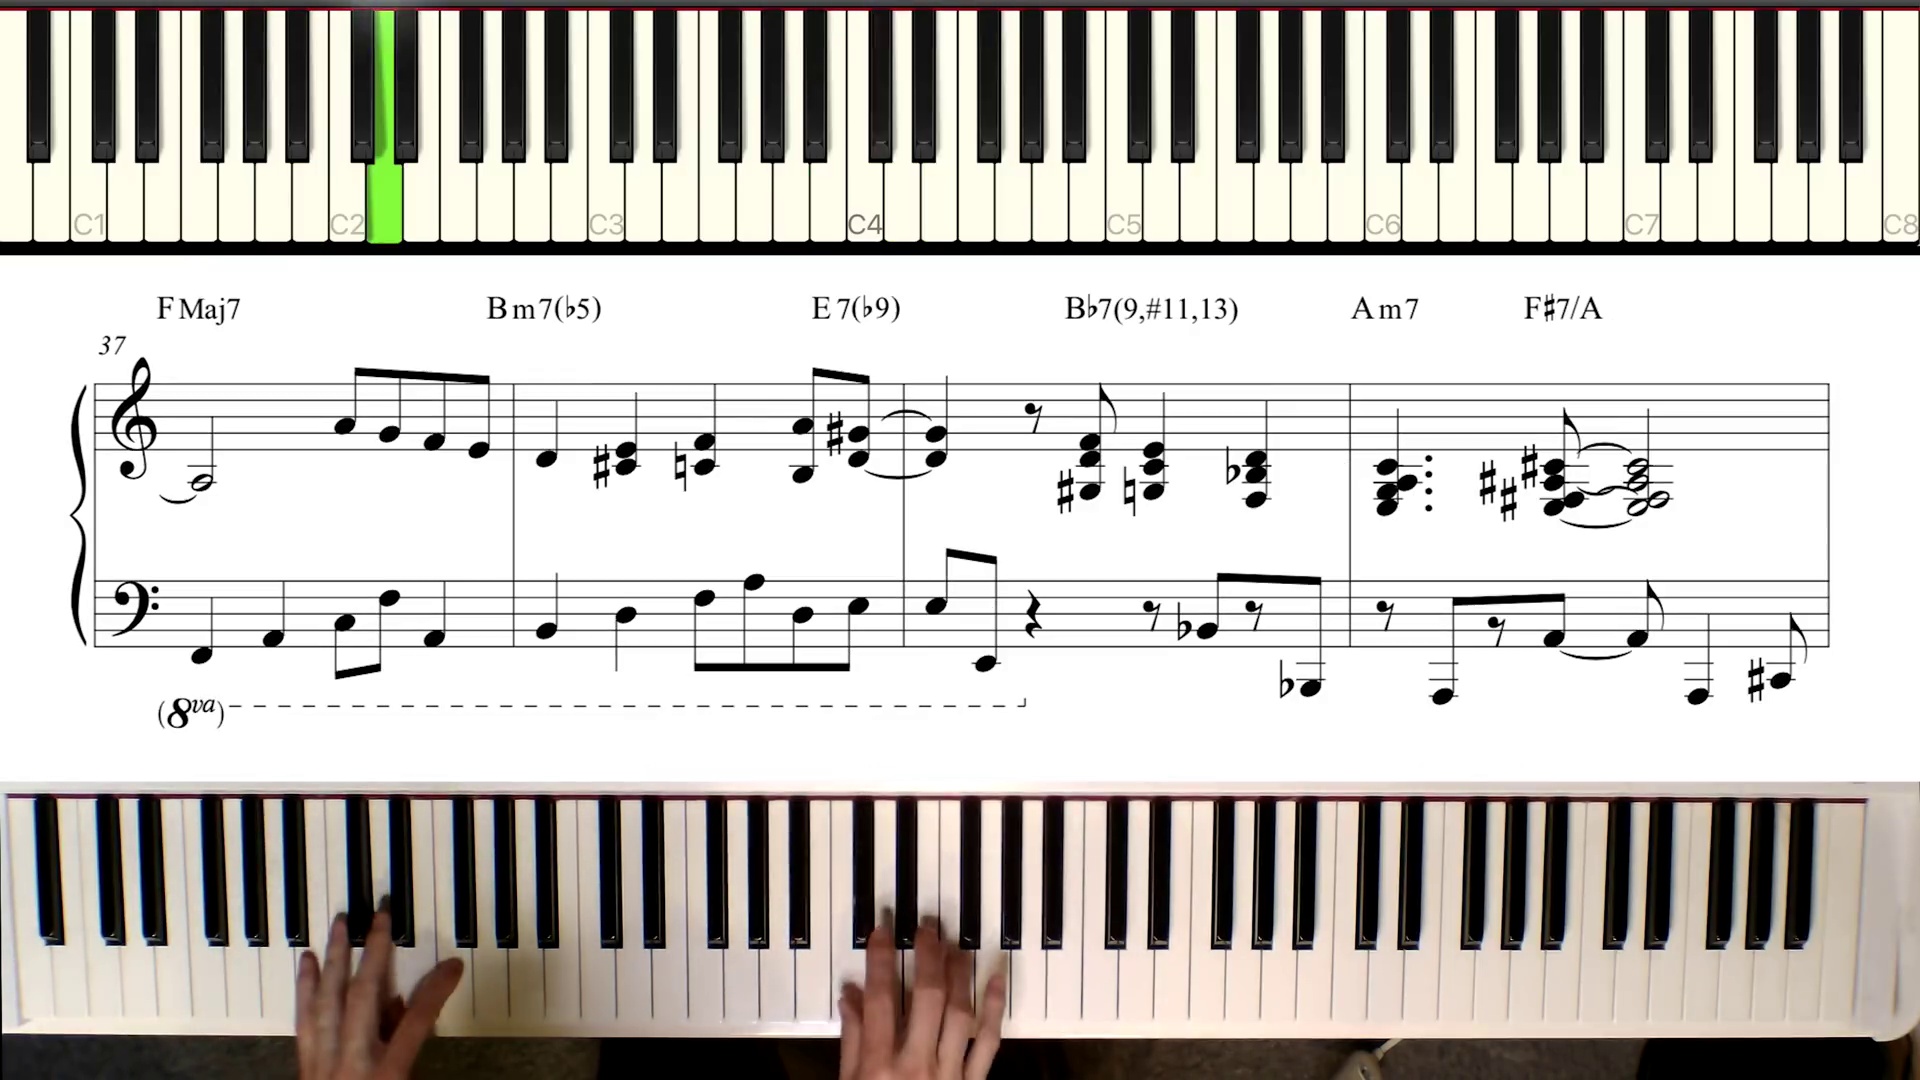 C1 C2 C3 C4 C5 C6 C7 C8
F Maj7 B m7(♭5) E 7(♭9) B♭7(9,#11,13) A m7 F♯7/A
37
(8va)